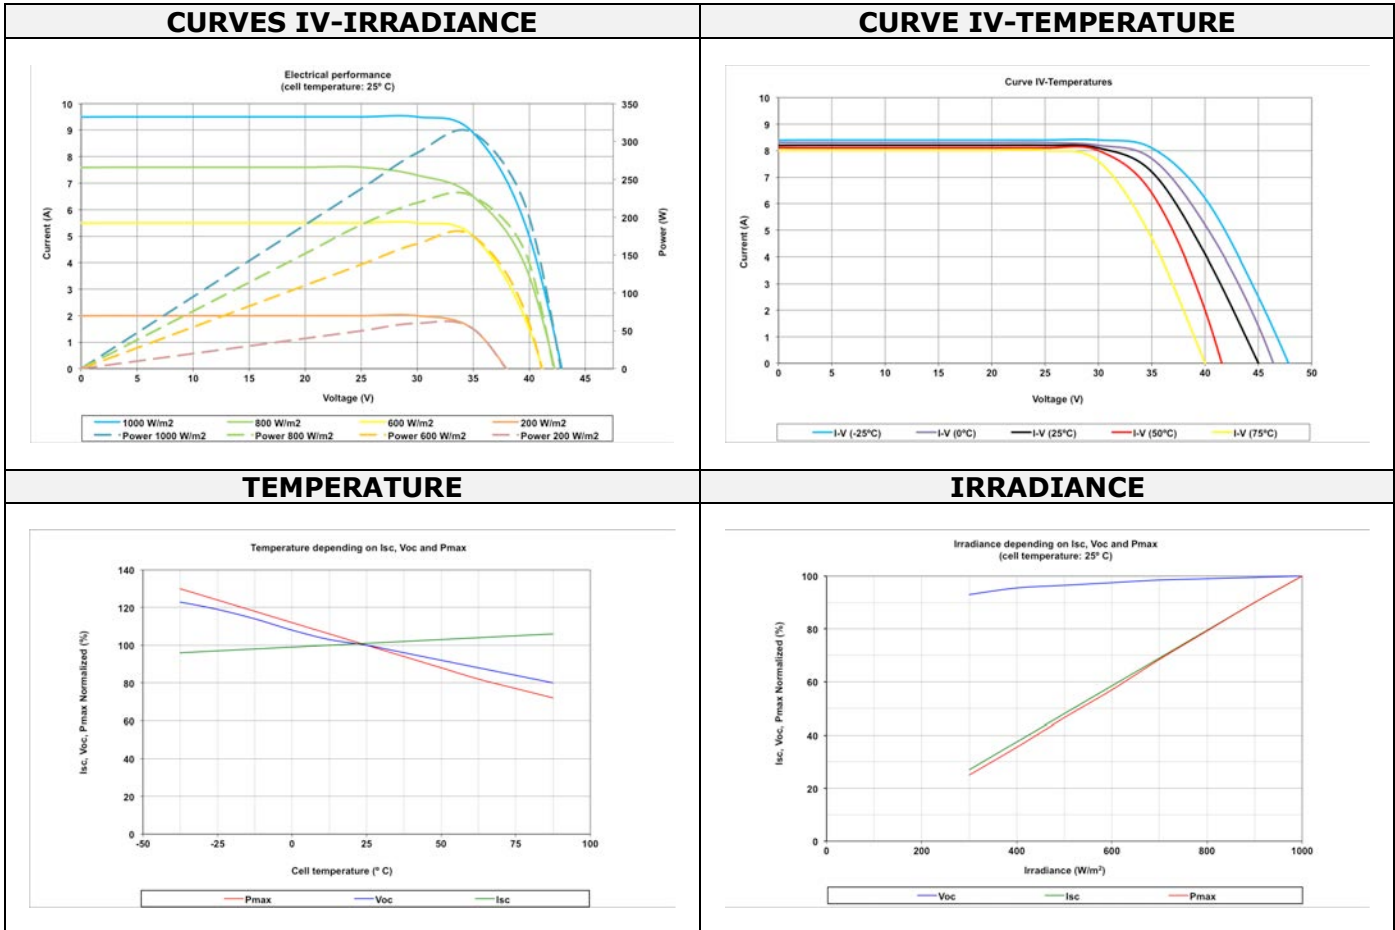 CURVES IV-IRRADIANCE
CURVE IV-TEMPERATURE
Electrical performance
(cell temperature: 25º C)
10
9
8
7
6
5
4
3
2
1
0
Current (A)
350
300
250
200
150
100
50
0
Power (W)
0 5 10 15 20 25 30 35 40 45
Voltage (V)
1000 W/m2 800 W/m2 600 W/m2 200 W/m2
Power 1000 W/m2 Power 800 W/m2 Power 600 W/m2 Power 200 W/m2
Curve IV-Temperatures
10
9
8
7
6
5
4
3
2
1
0
Current (A)
0 5 10 15 20 25 30 35 40 45 50
Voltage (V)
I-V (-25ºC) I-V (0ºC) I-V (25ºC) I-V (50ºC) I-V (75ºC)
TEMPERATURE
IRRADIANCE
Temperature depending on Isc, Voc and Pmax
140
120
100
80
60
40
20
0
Isc, Voc, Pmax Normalized (%)
-50 -25 0 25 50 75 100
Cell temperature (º C)
Pmax Voc Isc
Irradiance depending on Isc, Voc and Pmax
(cell temperature: 25º C)
100
80
60
40
20
0
Isc, Voc, Pmax Normalized (%)
0 200 400 600 800 1000
Irradiance (W/m²)
Voc Isc Pmax